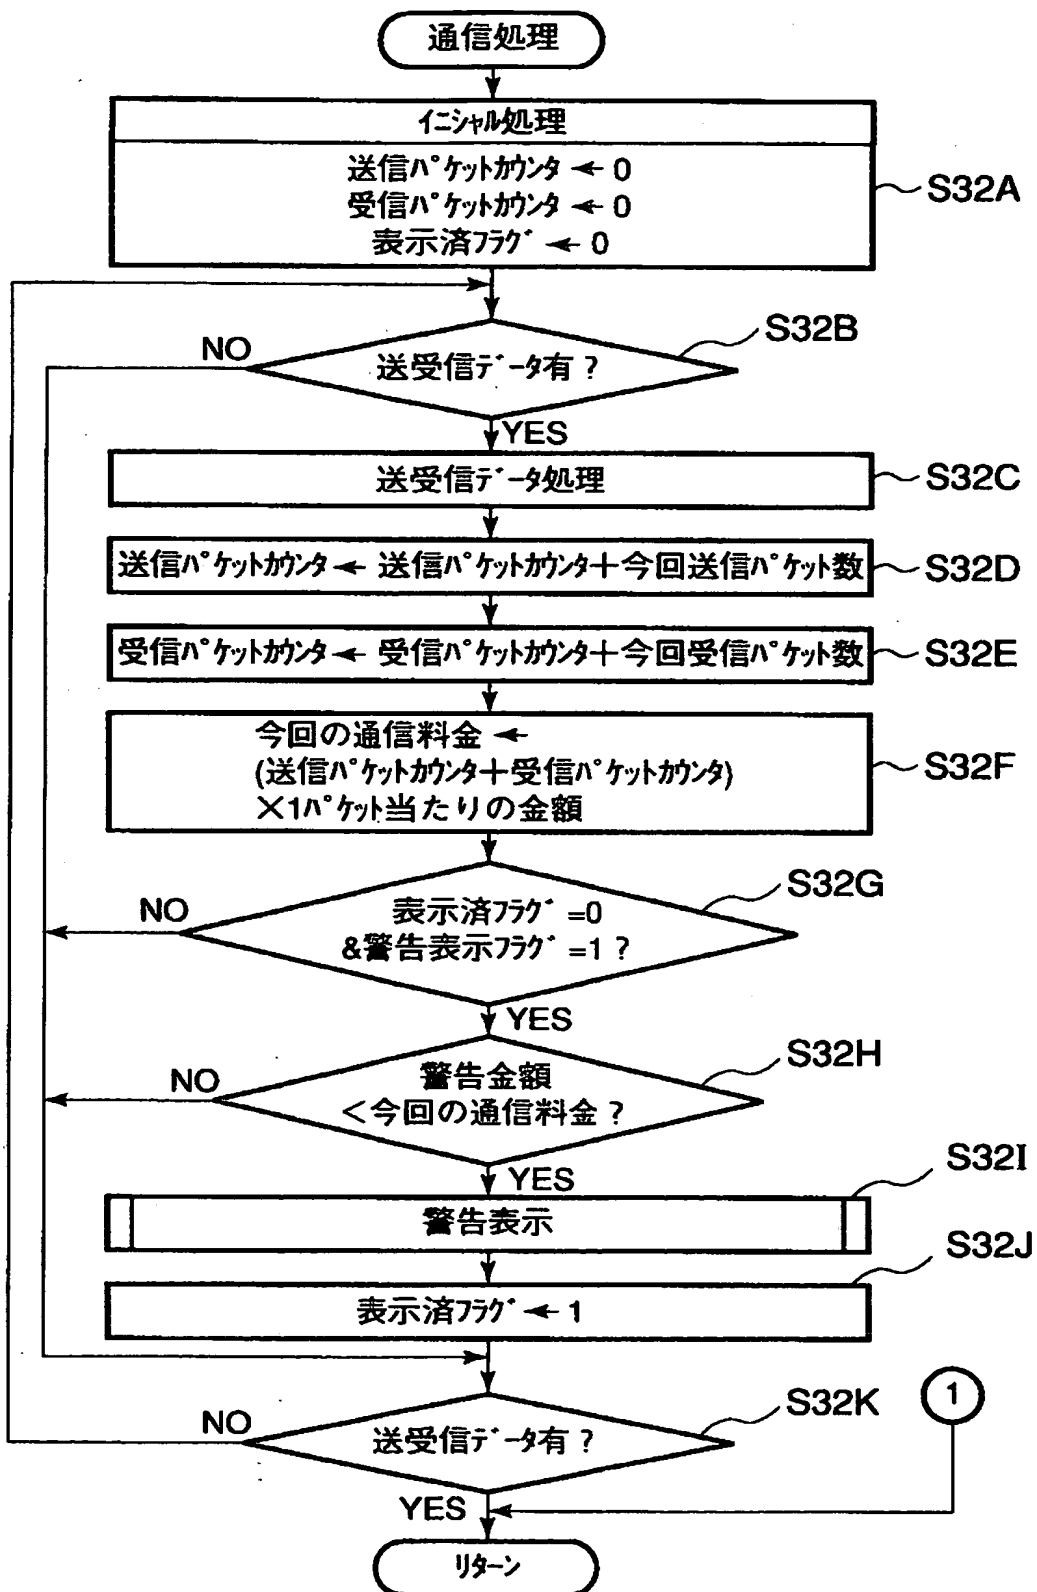 通信処理
イニシャル処理
送信パケットカウンタ ← 0
受信パケットカウンタ ← 0
表示済フラグ ← 0
S32A
S32B
NO
送受信データ有?
YES
送受信データ処理
S32C
送信パケットカウンタ ← 送信パケットカウンタ+今回送信パケット数
S32D
受信パケットカウンタ ← 受信パケットカウンタ+今回受信パケット数
S32E
今回の通信料金 ←
(送信パケットカウンタ+受信パケットカウンタ)
×1パケット当たりの金額
S32F
S32G
NO
表示済フラグ=0
&警告表示フラグ=1?
YES
S32H
NO
警告金額
<今回の通信料金?
YES
S32I
警告表示
S32J
表示済フラグ ← 1
S32K
1
NO
送受信データ有?
YES
リターン